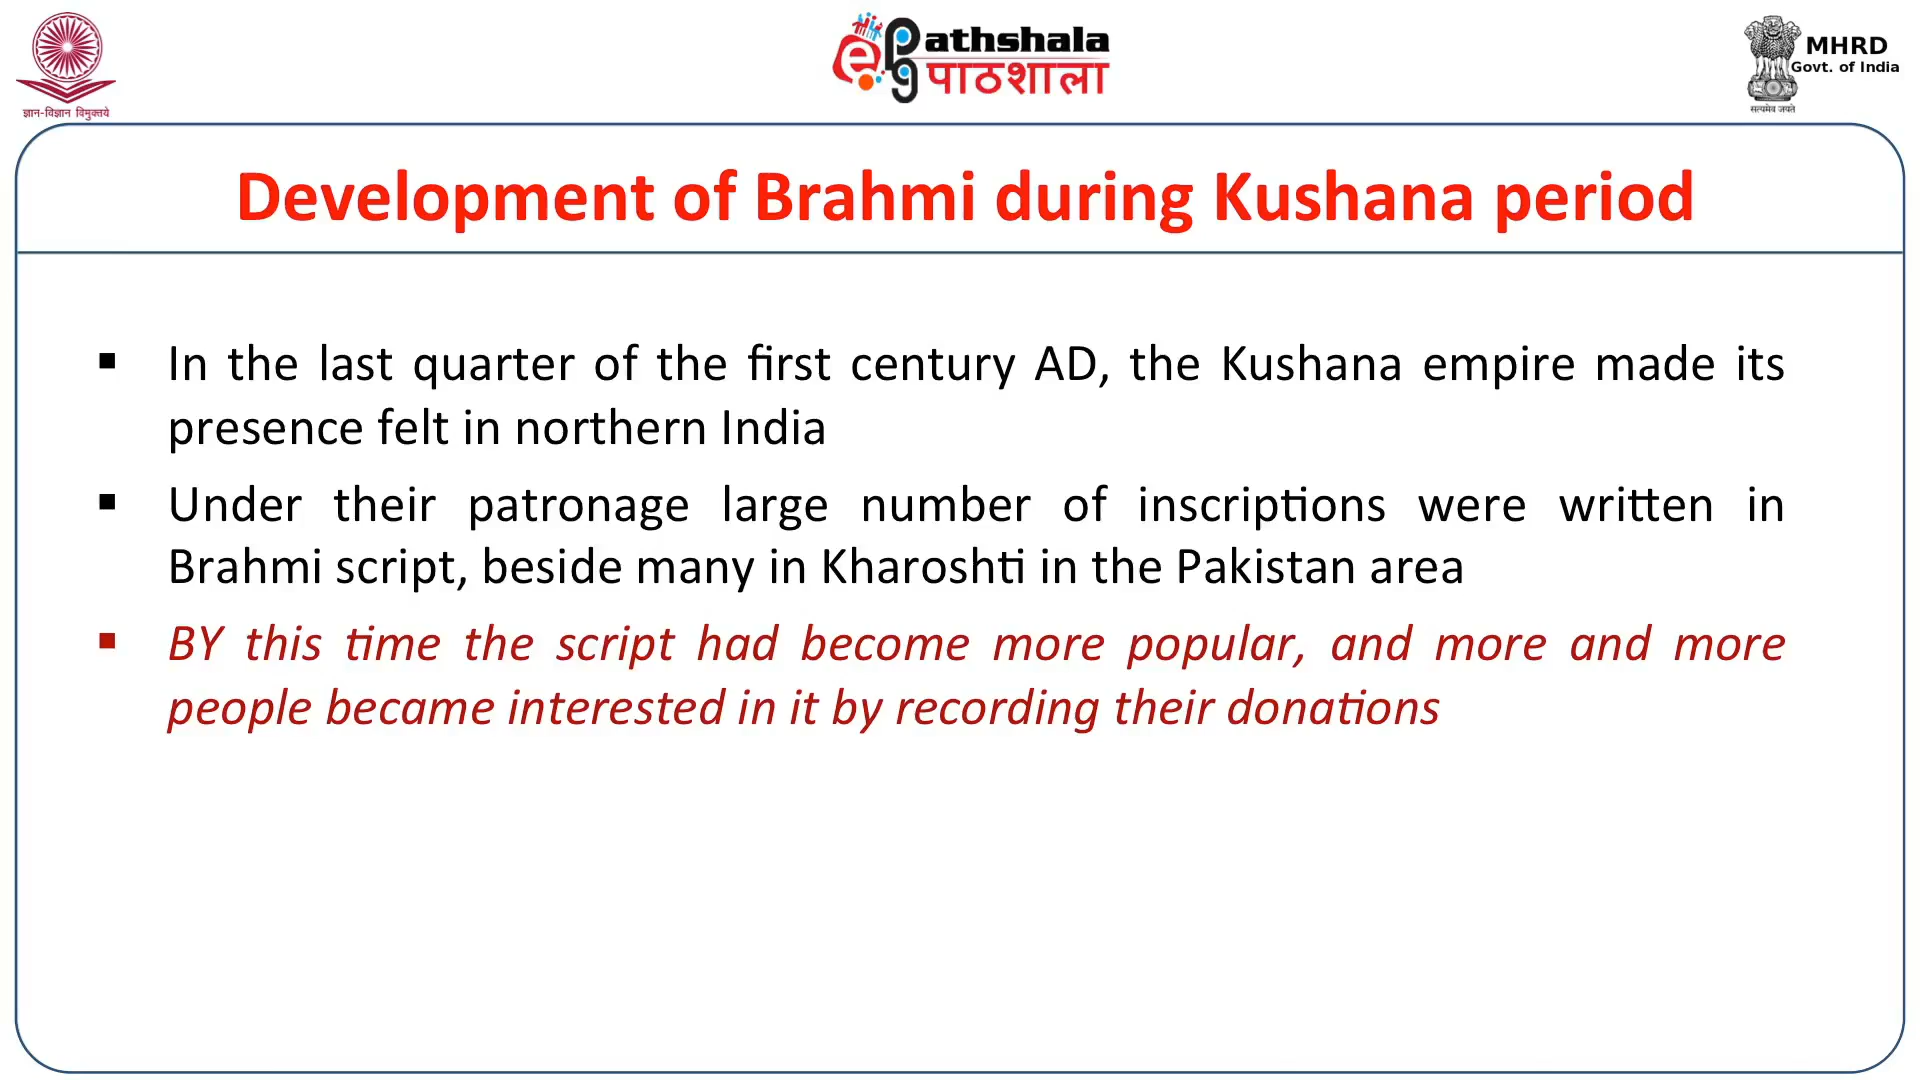 ज्ञान-विज्ञान विमुक्तये
e
PG
Pathshala
पाठशाला
MHRD
Govt. of India
सत्यमेव जयते
Development of Brahmi during Kushana period
▪ In the last quarter of the first century AD, the Kushana empire made its
presence felt in northern India
▪ Under their patronage large number of inscriptions were written in
Brahmi script, beside many in Kharoshti in the Pakistan area
▪ BY this time the script had become more popular, and more and more
people became interested in it by recording their donations